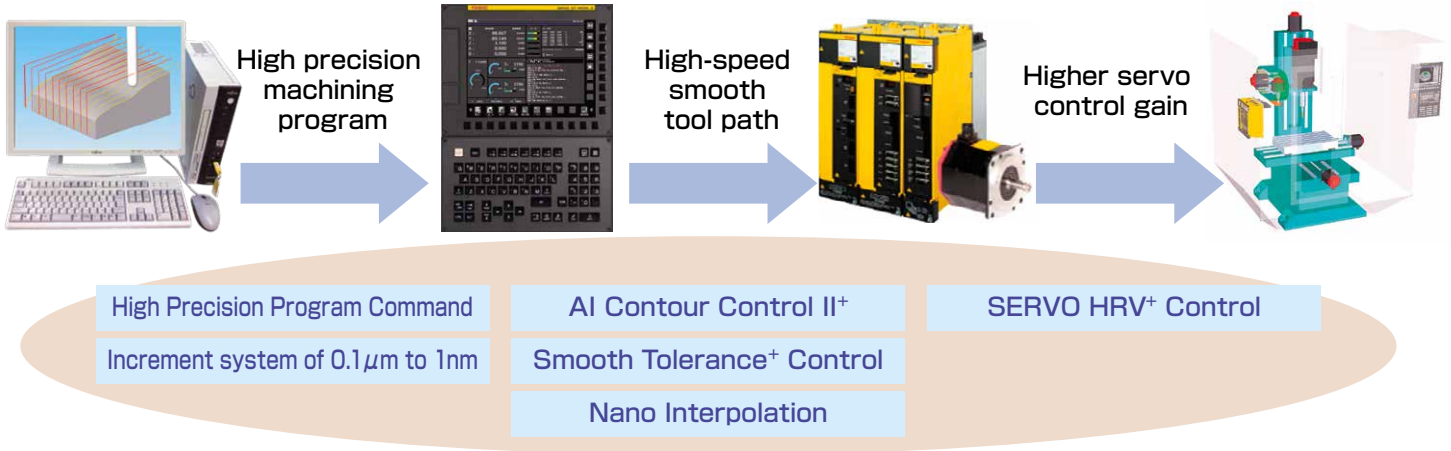 High precision
machining
program
High-speed
smooth
tool path
Higher servo
control gain
High Precision Program Command
AI Contour Control II⁺
SERVO HRV⁺ Control
Increment system of 0.1μm to 1nm
Smooth Tolerance⁺ Control
Nano Interpolation